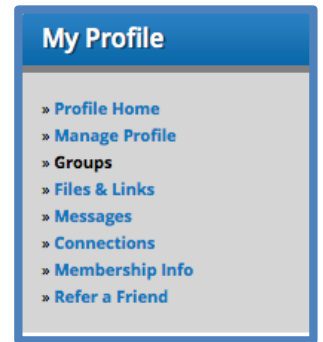 My Profile
» Profile Home
» Manage Profile
» Groups
» Files & Links
» Messages
» Connections
» Membership Info
» Refer a Friend